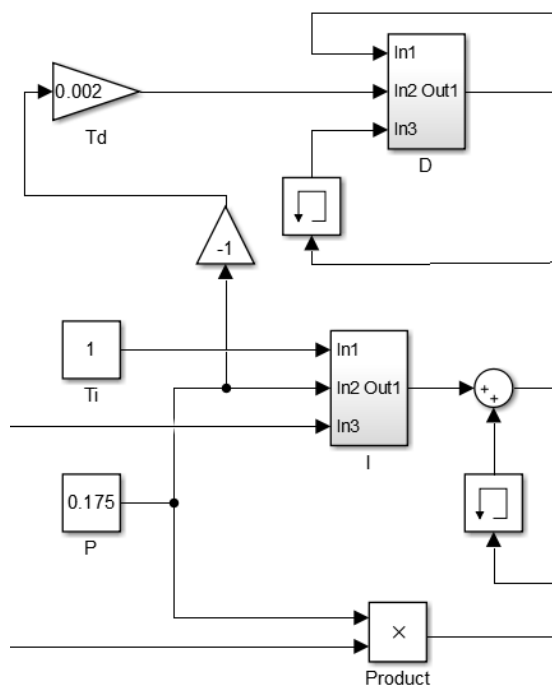 In1
0.002
In2 Out1
Td
In3
D
-1
In1
1
Ti
In2 Out1
In3
I
0.175
P
Product